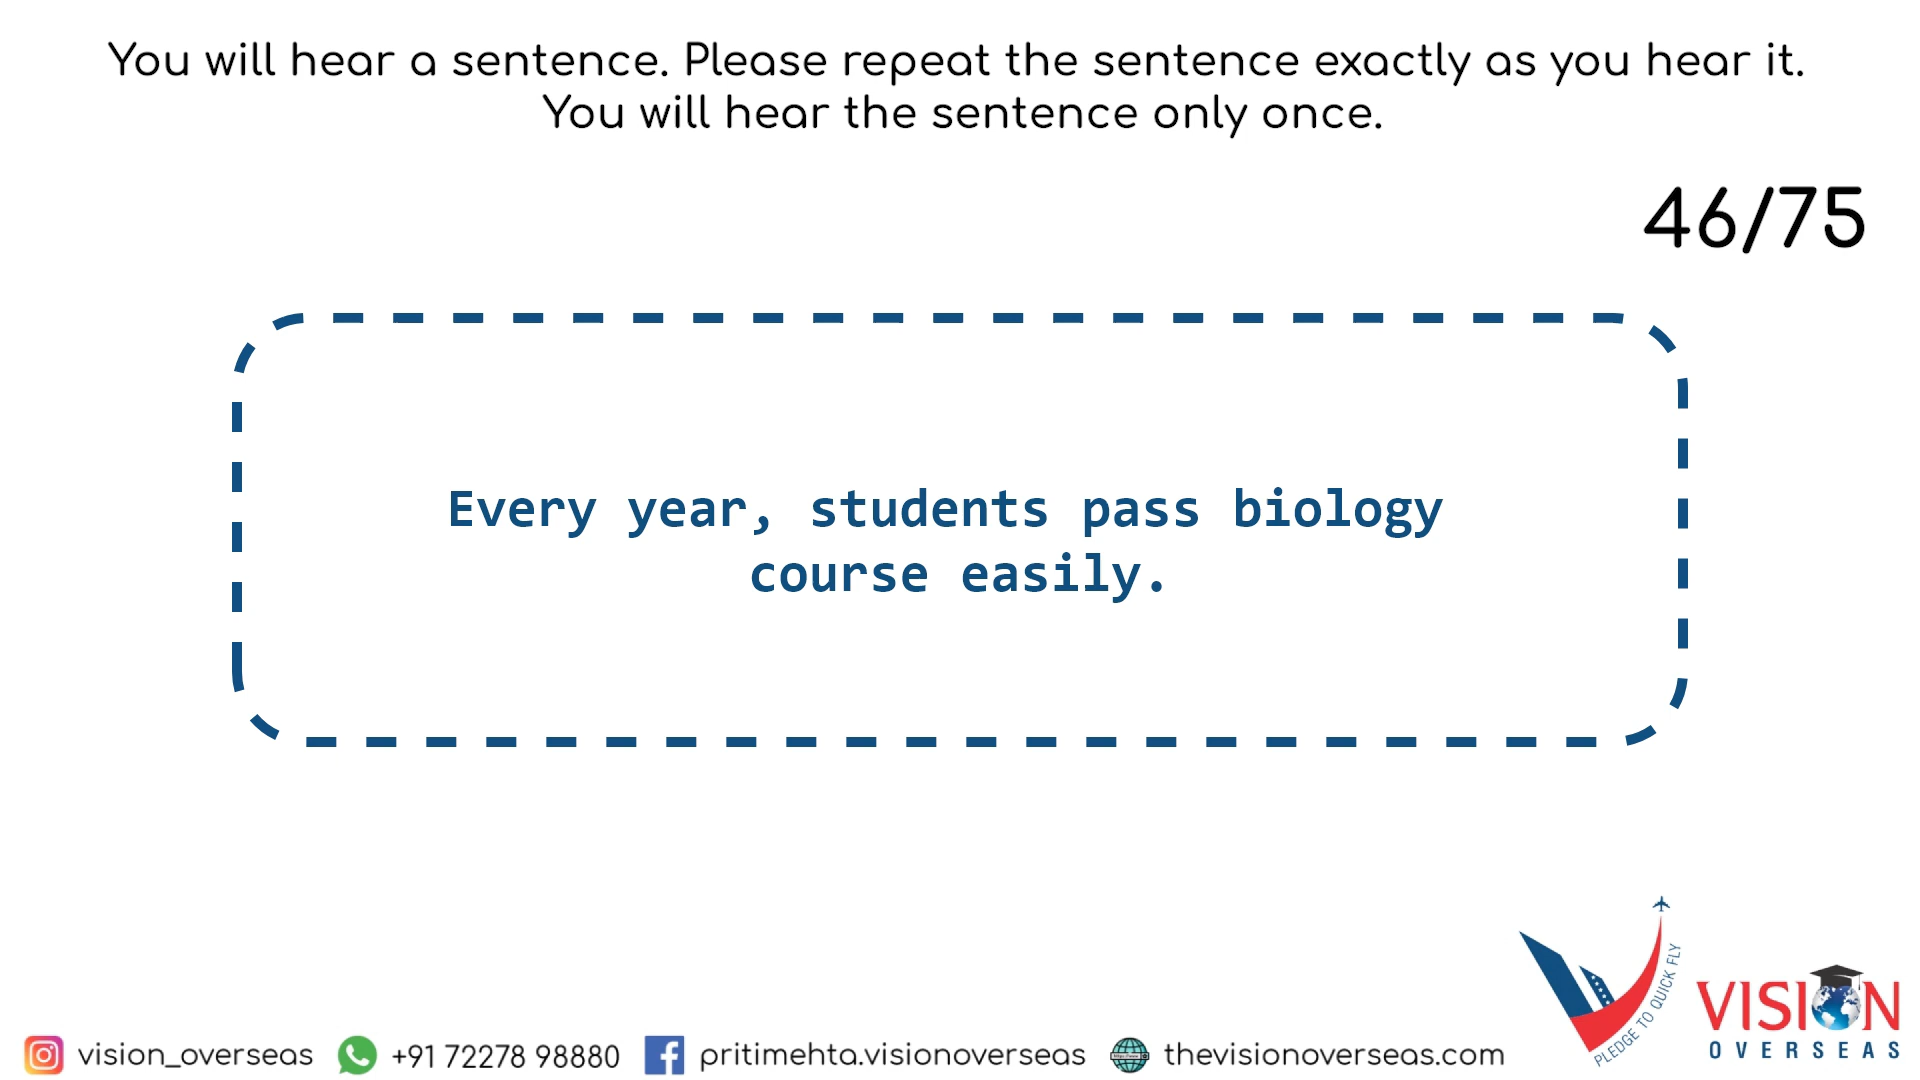 You will hear a sentence. Please repeat the sentence exactly as you hear it.
You will hear the sentence only once.
46/75
Every year, students pass biology
course easily.
PLEDGE TO QUICK FLY
VISION
OVERSEAS
vision_overseas
+91 72278 98880
pritimehta.visionoverseas
thevisionoverseas.com